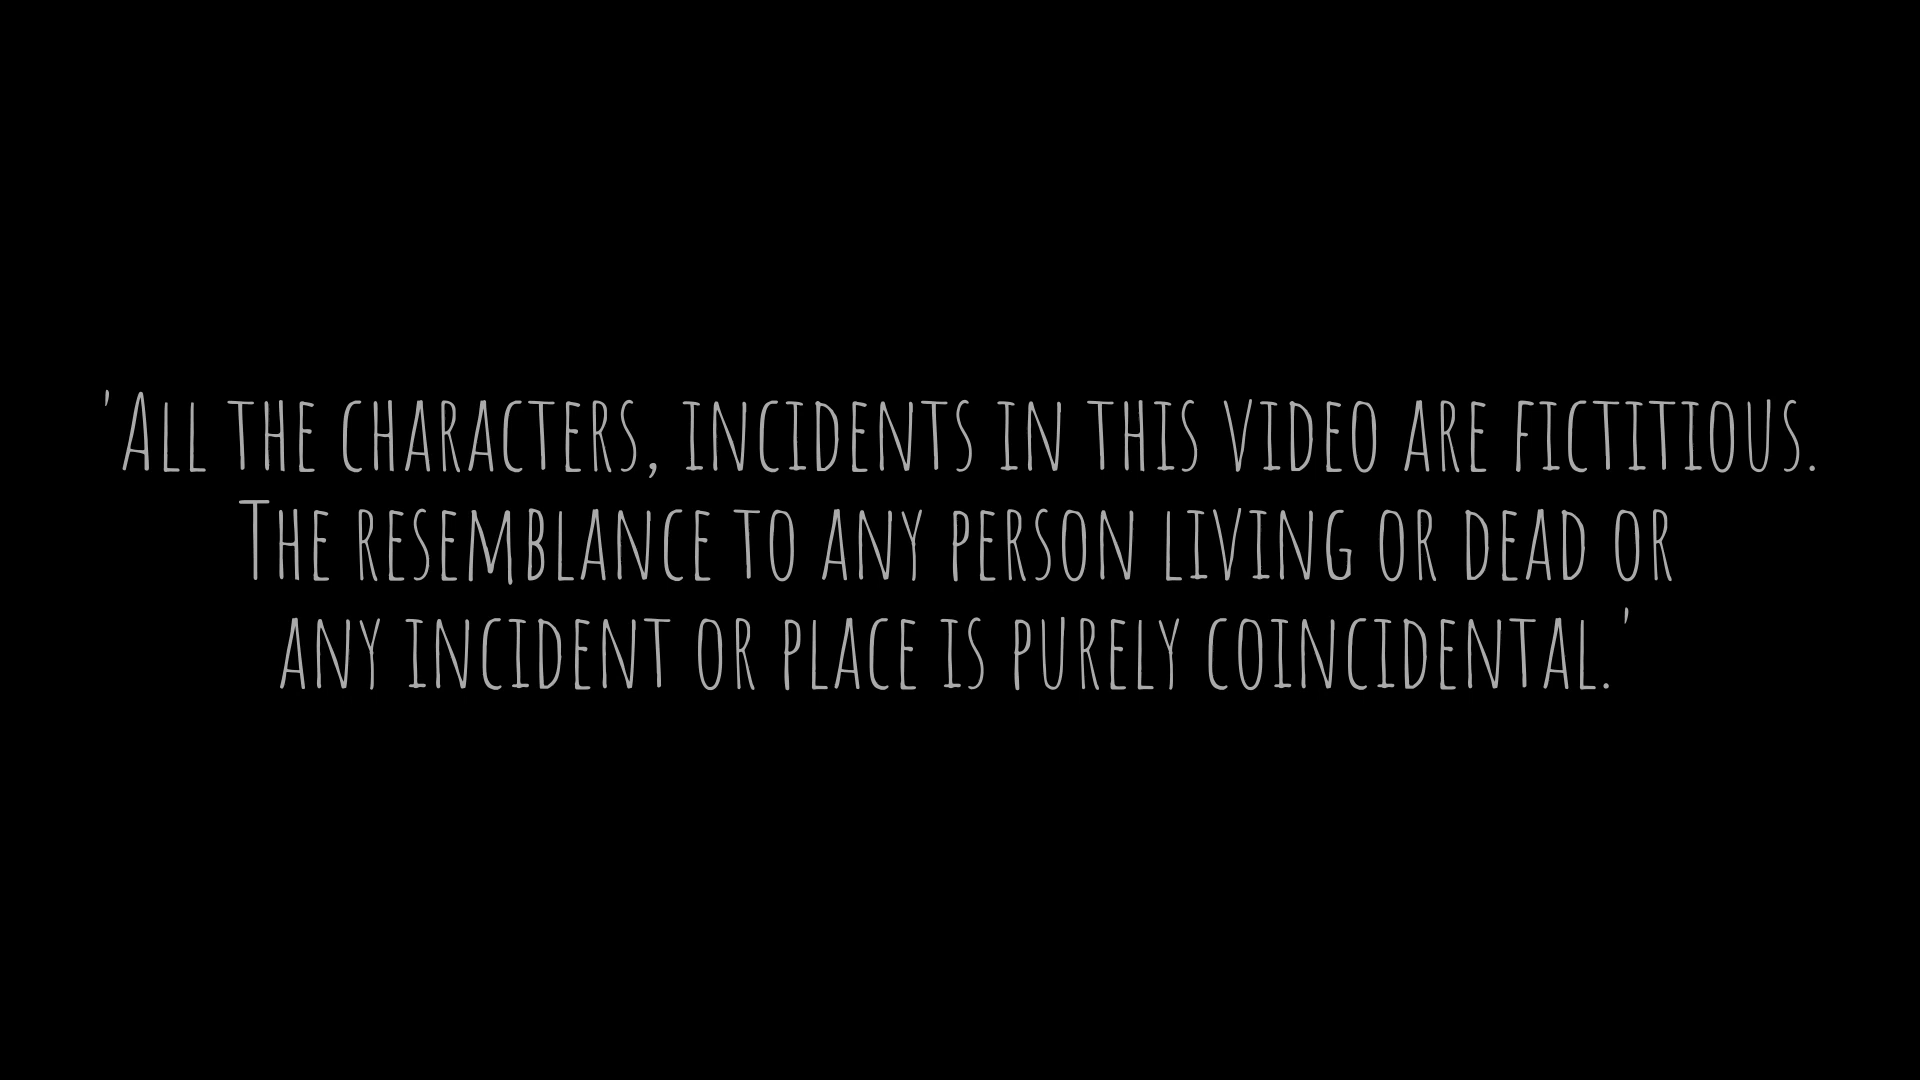 'All the characters, incidents in this video are fictitious.
The resemblance to any person living or dead or
any incident or place is purely coincidental.'